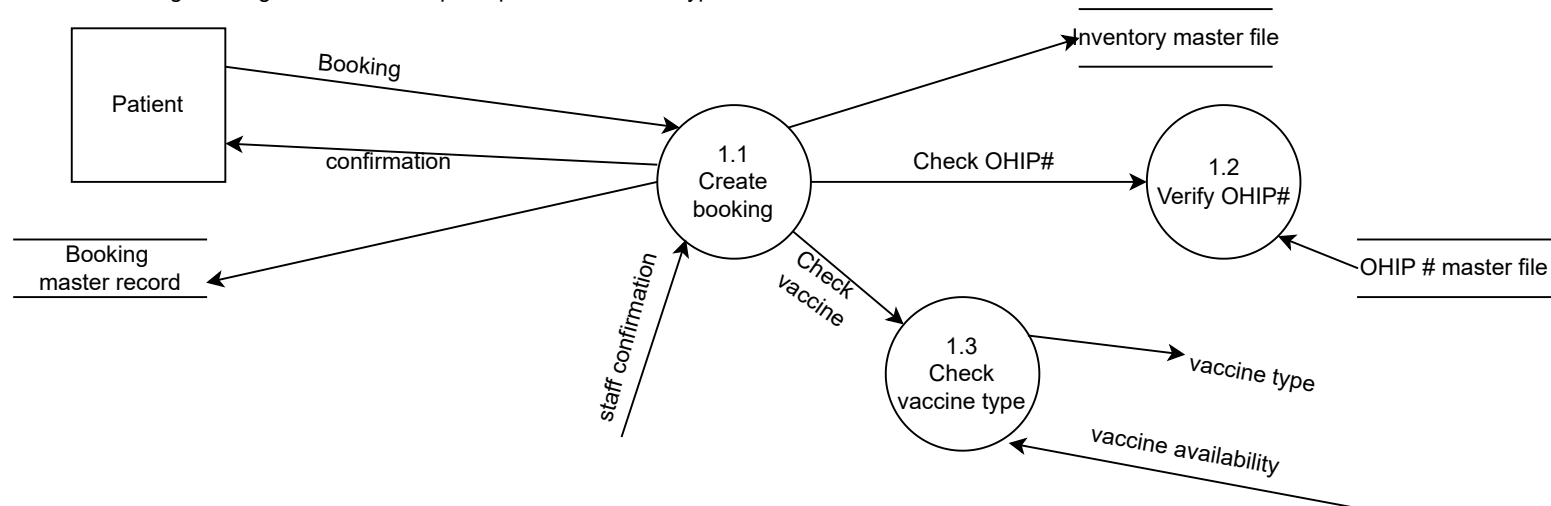 Inventory master file
Booking
Patient
confirmation
1.1
Create
booking
Check OHIP#
1.2
Verify OHIP#
Booking
master record
OHIP # master file
staff confirmation
Check
vaccine
1.3
Check
vaccine type
vaccine type
vaccine availability